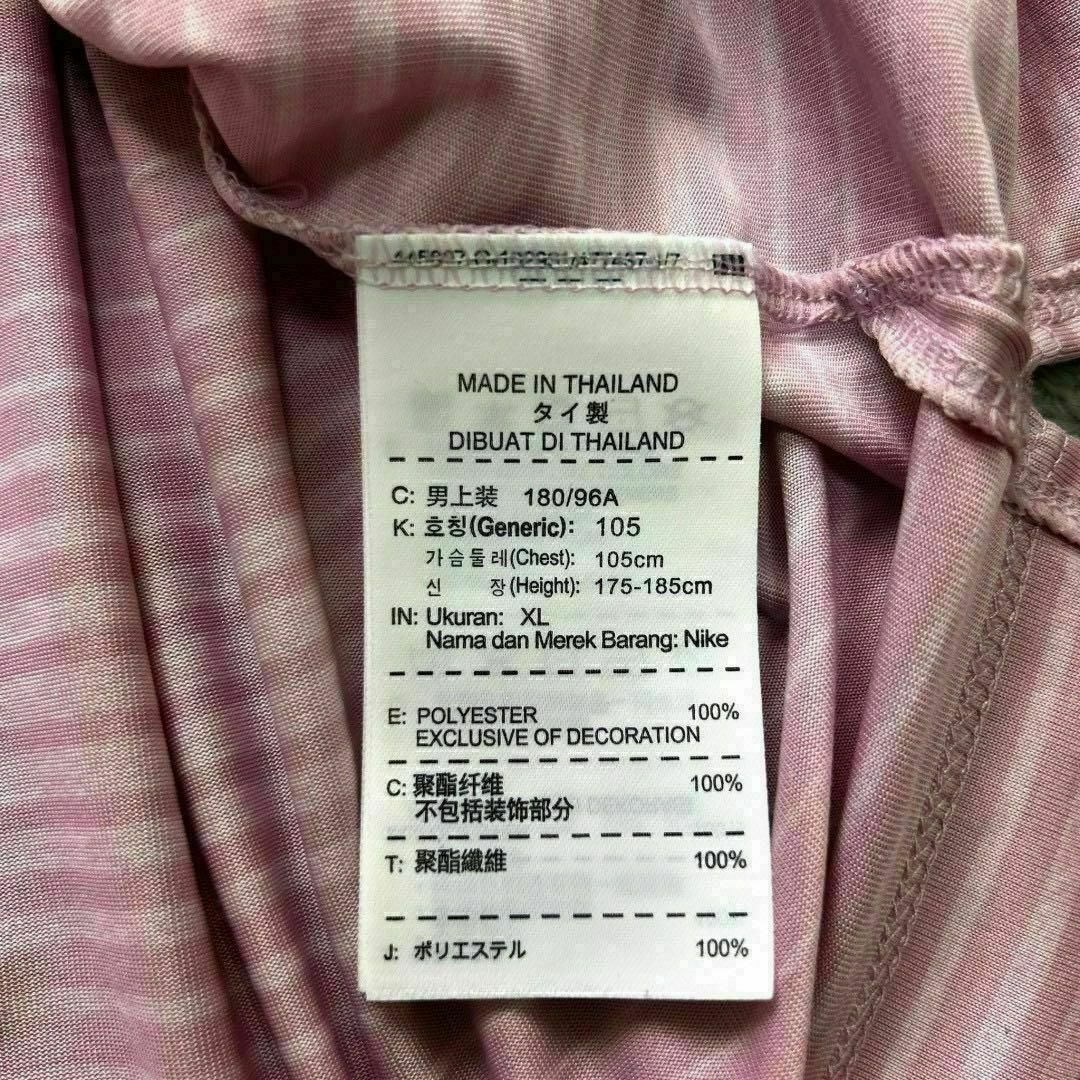 MADE IN THAILAND
タイ製
DIBUAT DI THAILAND
C: 男上装 180/96A
K: 호칭(Generic): 105
가슴둘레(Chest): 105cm
신 장(Height): 175-185cm
IN: Ukuran: XL
Nama dan Merek Barang: Nike
E: POLYESTER 100%
EXCLUSIVE OF DECORATION
C: 聚酯纤维 100%
不包括装饰部分
T: 聚酯纖維 100%
J: ポリエステル 100%